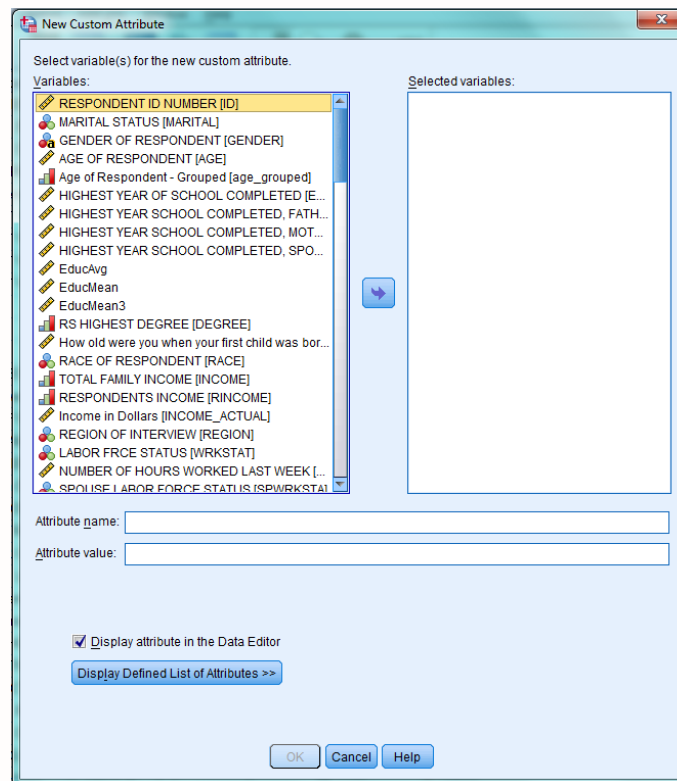 New Custom Attribute
Select variable(s) for the new custom attribute.
Variables:
RESPONDENT ID NUMBER [ID]
MARITAL STATUS [MARITAL]
GENDER OF RESPONDENT [GENDER]
AGE OF RESPONDENT [AGE]
Age of Respondent - Grouped [age_grouped]
HIGHEST YEAR OF SCHOOL COMPLETED [E...
HIGHEST YEAR SCHOOL COMPLETED, FATH...
HIGHEST YEAR SCHOOL COMPLETED, MOT...
HIGHEST YEAR SCHOOL COMPLETED, SPO...
EducAvg
EducMean
EducMean3
RS HIGHEST DEGREE [DEGREE]
How old were you when your first child was bor...
RACE OF RESPONDENT [RACE]
TOTAL FAMILY INCOME [INCOME]
RESPONDENTS INCOME [RINCOME]
Income in Dollars [INCOME_ACTUAL]
REGION OF INTERVIEW [REGION]
LABOR FRCE STATUS [WRKSTAT]
NUMBER OF HOURS WORKED LAST WEEK [...
SPOUSE LABOR FORCE STATUS [SPWRKSTA]
Selected variables:
Attribute name:
Attribute value:
Display attribute in the Data Editor
Display Defined List of Attributes >>
OK Cancel Help